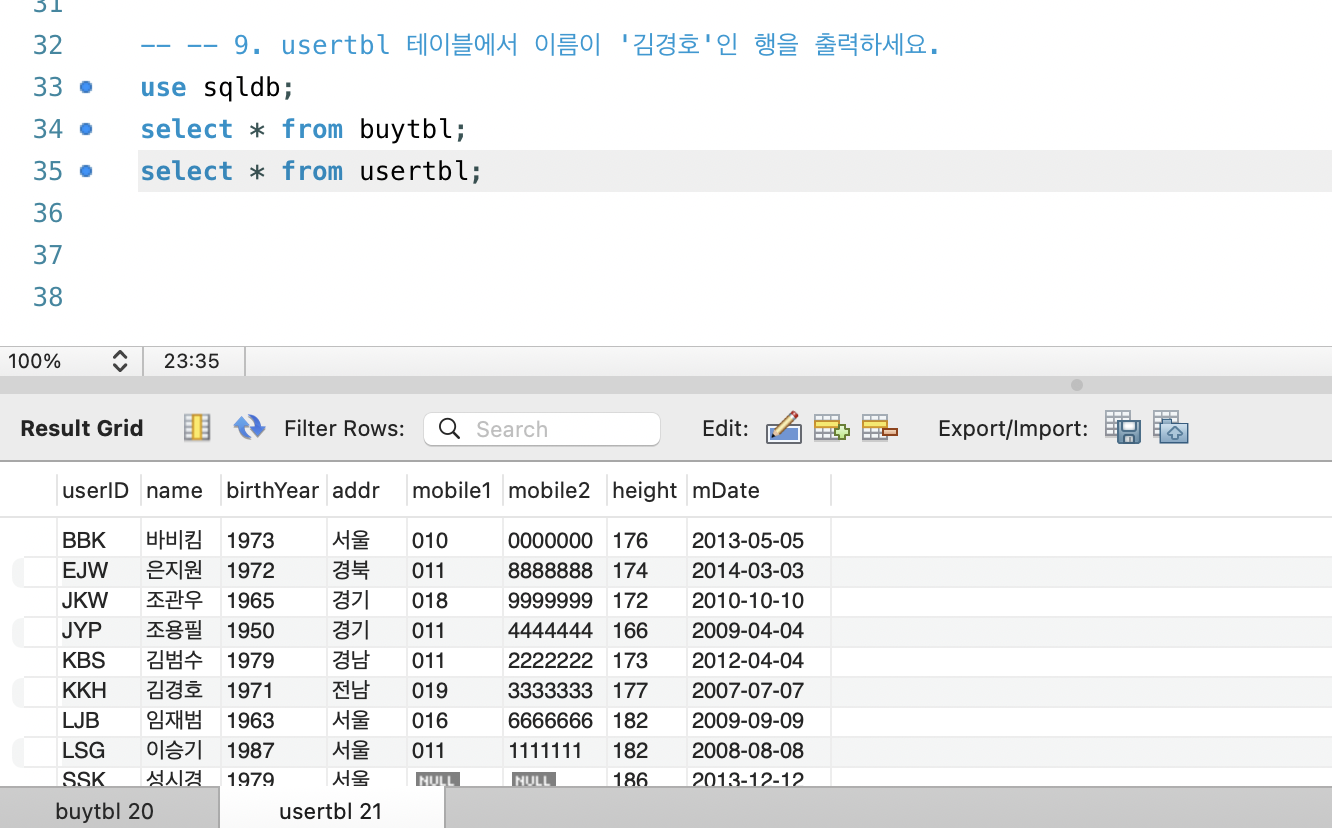 31
32 -- -- 9. usertbl 테이블에서 이름이 '김경호'인 행을 출력하세요.
33 use sqldb;
34 select * from buytbl;
35 select * from usertbl;
36
37
38
100% 23:35
Result Grid Filter Rows: Search Edit: Export/Import:
userID name birthYear addr mobile1 mobile2 height mDate
BBK 바비킴 1973 서울 010 0000000 176 2013-05-05
EJW 은지원 1972 경북 011 8888888 174 2014-03-03
JKW 조관우 1965 경기 018 9999999 172 2010-10-10
JYP 조용필 1950 경기 011 4444444 166 2009-04-04
KBS 김범수 1979 경남 011 2222222 173 2012-04-04
KKH 김경호 1971 전남 019 3333333 177 2007-07-07
LJB 임재범 1963 서울 016 6666666 182 2009-09-09
LSG 이승기 1987 서울 011 1111111 182 2008-08-08
SSK 성시경 1979 서울 NULL NULL 186 2013-12-12
buytbl 20 usertbl 21